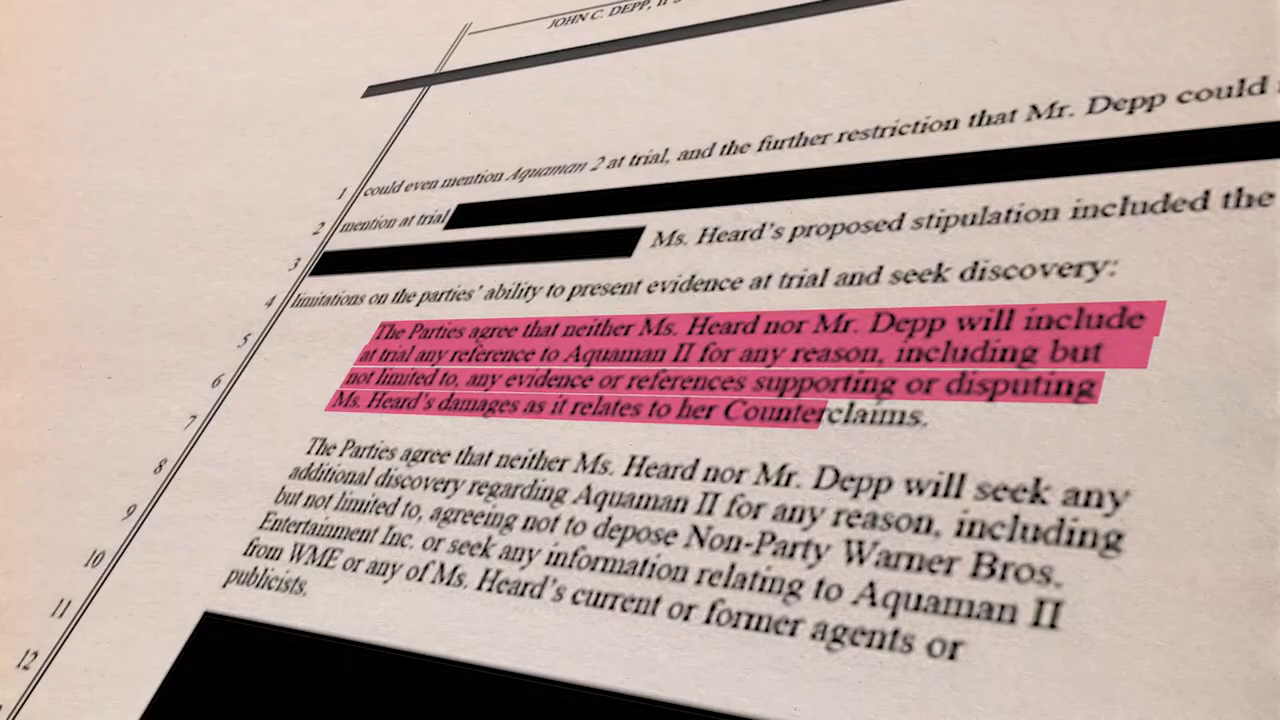 JOHN C. DEPP, II
could even mention Aquaman 2 at trial, and the further restriction that Mr. Depp could
1
mention at trial
2
Ms. Heard's proposed stipulation included the
3
limitations on the parties' ability to present evidence at trial and seek discovery:
4
The Parties agree that neither Ms. Heard nor Mr. Depp will include
5
at trial any reference to Aquaman II for any reason, including but
not limited to, any evidence or references supporting or disputing
6
Ms. Heard's damages as it relates to her Counterclaims.
7
The Parties agree that neither Ms. Heard nor Mr. Depp will seek any
8
additional discovery regarding Aquaman II for any reason, including
9
but not limited to, agreeing not to depose Non-Party Warner Bros.
10
Entertainment Inc. or seek any information relating to Aquaman II
11
from WME or any of Ms. Heard's current or former agents or
12
publicists.